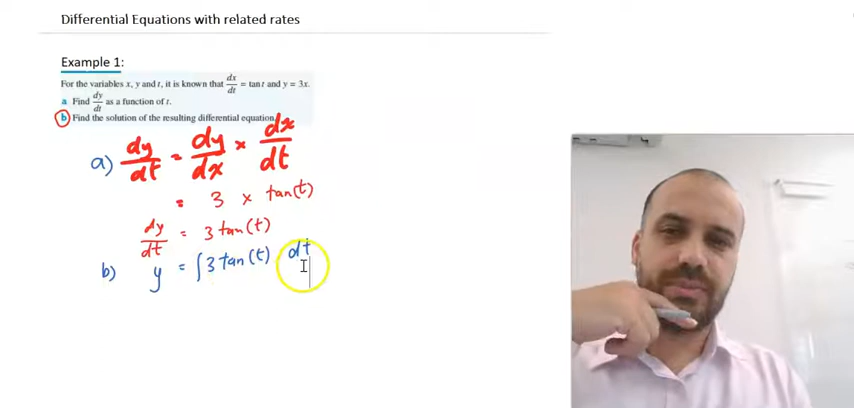 Differential Equations with related rates
Example 1:
For the variables x, y and t, it is known that dx/dt = tan t and y = 3x.
a Find dy/dt as a function of t.
b Find the solution of the resulting differential equation.
a) dy/dt = dy/dx × dx/dt
= 3 × tan(t)
dy/dt = 3 tan(t)
b) y = ∫ 3 tan(t) dt